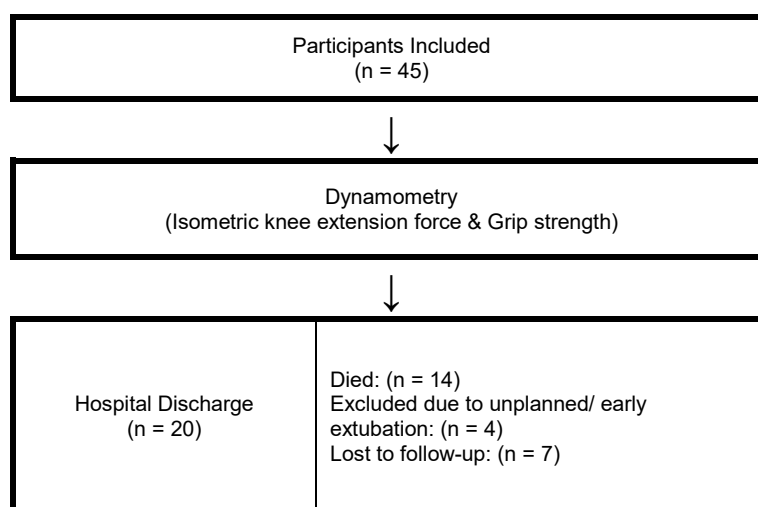 Participants Included
(n = 45)
↓
Dynamometry
(Isometric knee extension force & Grip strength)
↓
Hospital Discharge
(n = 20)
Died: (n = 14)
Excluded due to unplanned/ early
extubation: (n = 4)
Lost to follow-up: (n = 7)